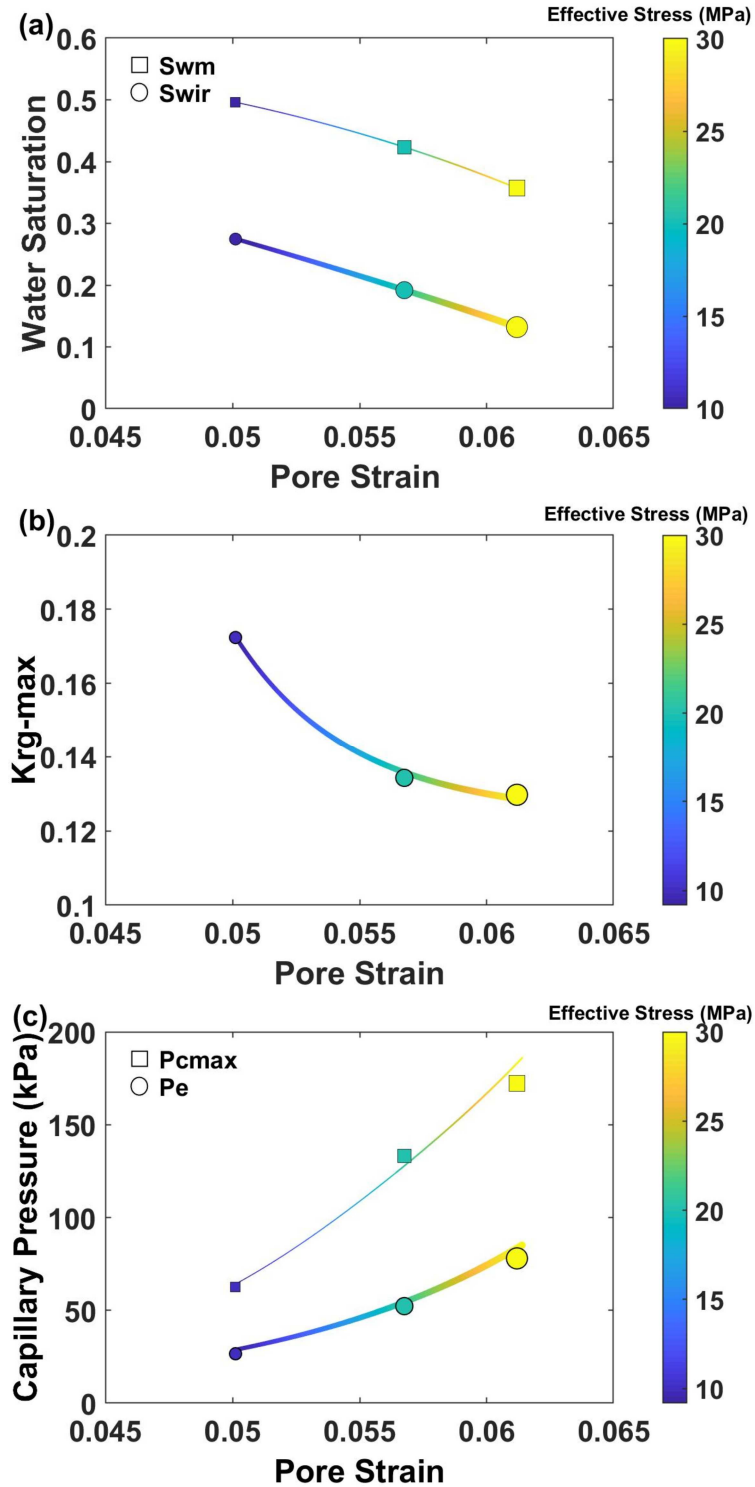 (a)
Effective Stress (MPa)
0.6
0.5
0.4
0.3
0.2
0.1
0
Water Saturation
Swm
Swir
30
25
20
15
10
0.045 0.05 0.055 0.06 0.065
Pore Strain
(b)
Effective Stress (MPa)
0.2
0.18
0.16
0.14
0.12
0.1
Krg-max
30
25
20
15
10
0.045 0.05 0.055 0.06 0.065
Pore Strain
(c)
Effective Stress (MPa)
200
150
100
50
0
Capillary Pressure (kPa)
Pcmax
Pe
30
25
20
15
10
0.045 0.05 0.055 0.06 0.065
Pore Strain